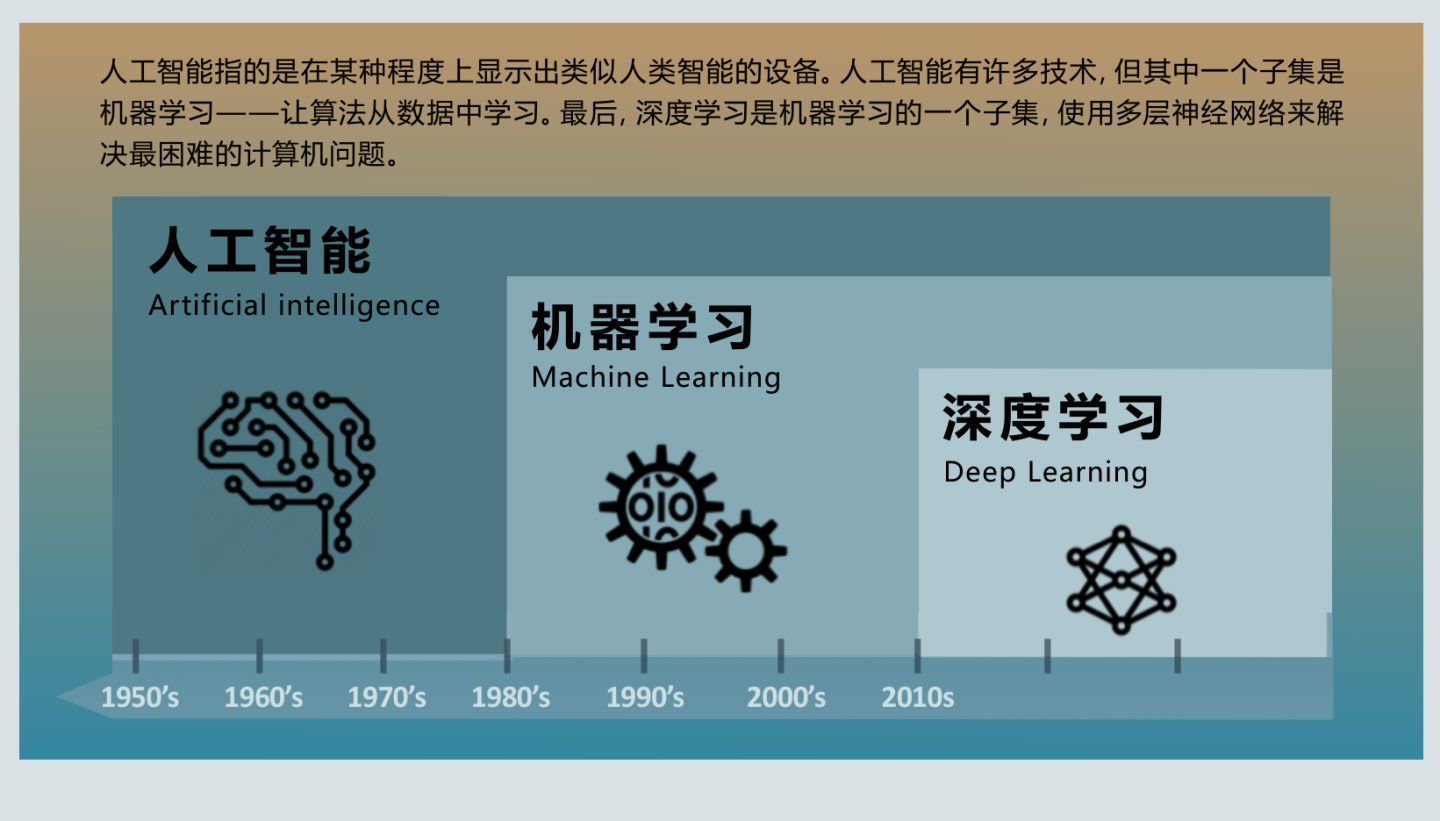 人工智能指的是在某种程度上显示出类似人类智能的设备。人工智能有许多技术, 但其中一个子集是
机器学习——让算法从数据中学习。最后, 深度学习是机器学习的一个子集, 使用多层神经网络来解
决最困难的计算机问题。
人工智能
Artificial intelligence
机器学习
Machine Learning
深度学习
Deep Learning
1950’s 1960’s 1970’s 1980’s 1990’s 2000’s 2010s